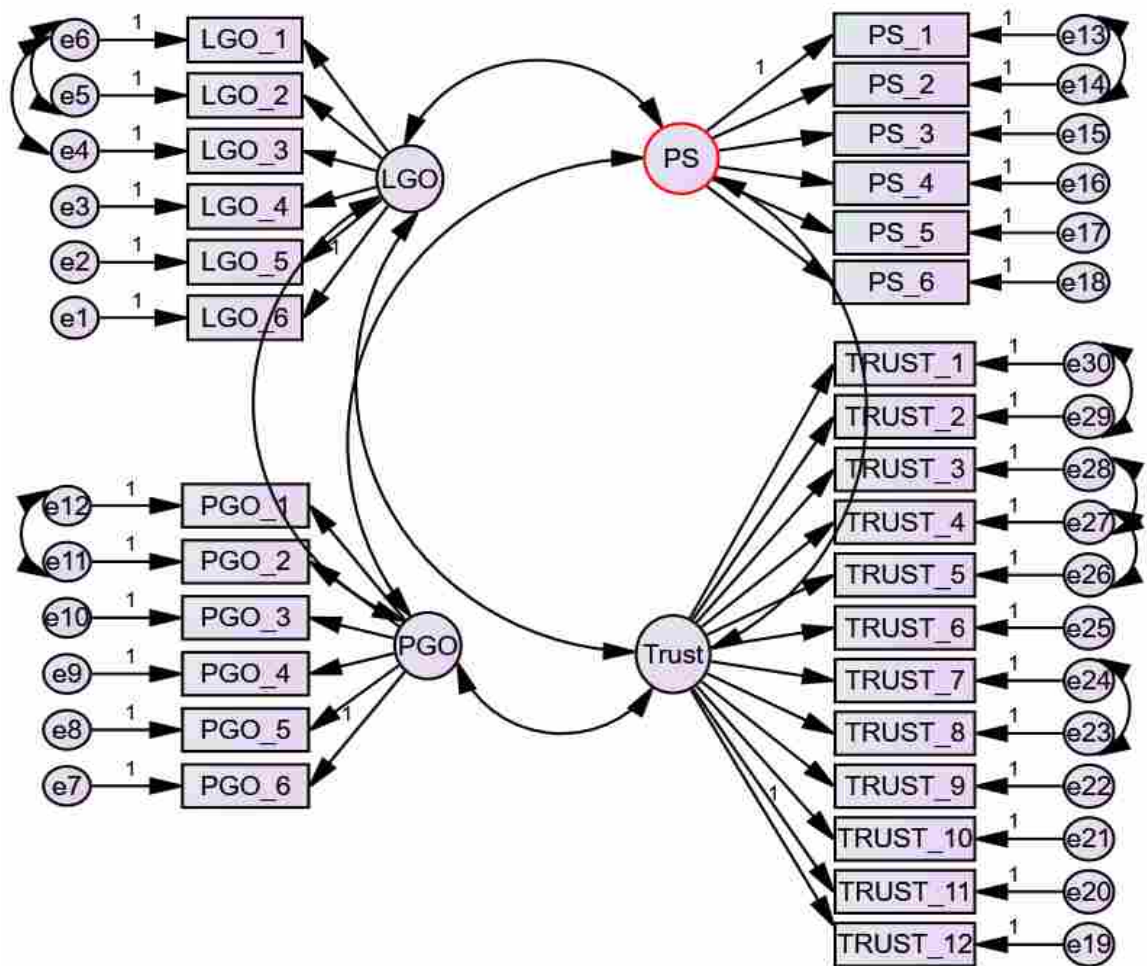 e6 1 LGO_1
e5 1 LGO_2
e4 1 LGO_3
e3 1 LGO_4
e2 1 LGO_5 1
e1 1 LGO_6
LGO
PS
1 PS_1 1 e13
PS_2 1 e14
PS_3 1 e15
PS_4 1 e16
PS_5 1 e17
PS_6 1 e18
e12 1 PGO_1
e11 1 PGO_2
e10 1 PGO_3
e9 1 PGO_4
e8 1 PGO_5 1
e7 1 PGO_6
PGO
Trust
TRUST_1 1 e30
TRUST_2 1 e29
TRUST_3 1 e28
TRUST_4 1 e27
TRUST_5 1 e26
TRUST_6 1 e25
TRUST_7 1 e24
TRUST_8 1 e23
TRUST_9 1 e22
1 TRUST_10 1 e21
TRUST_11 1 e20
TRUST_12 1 e19